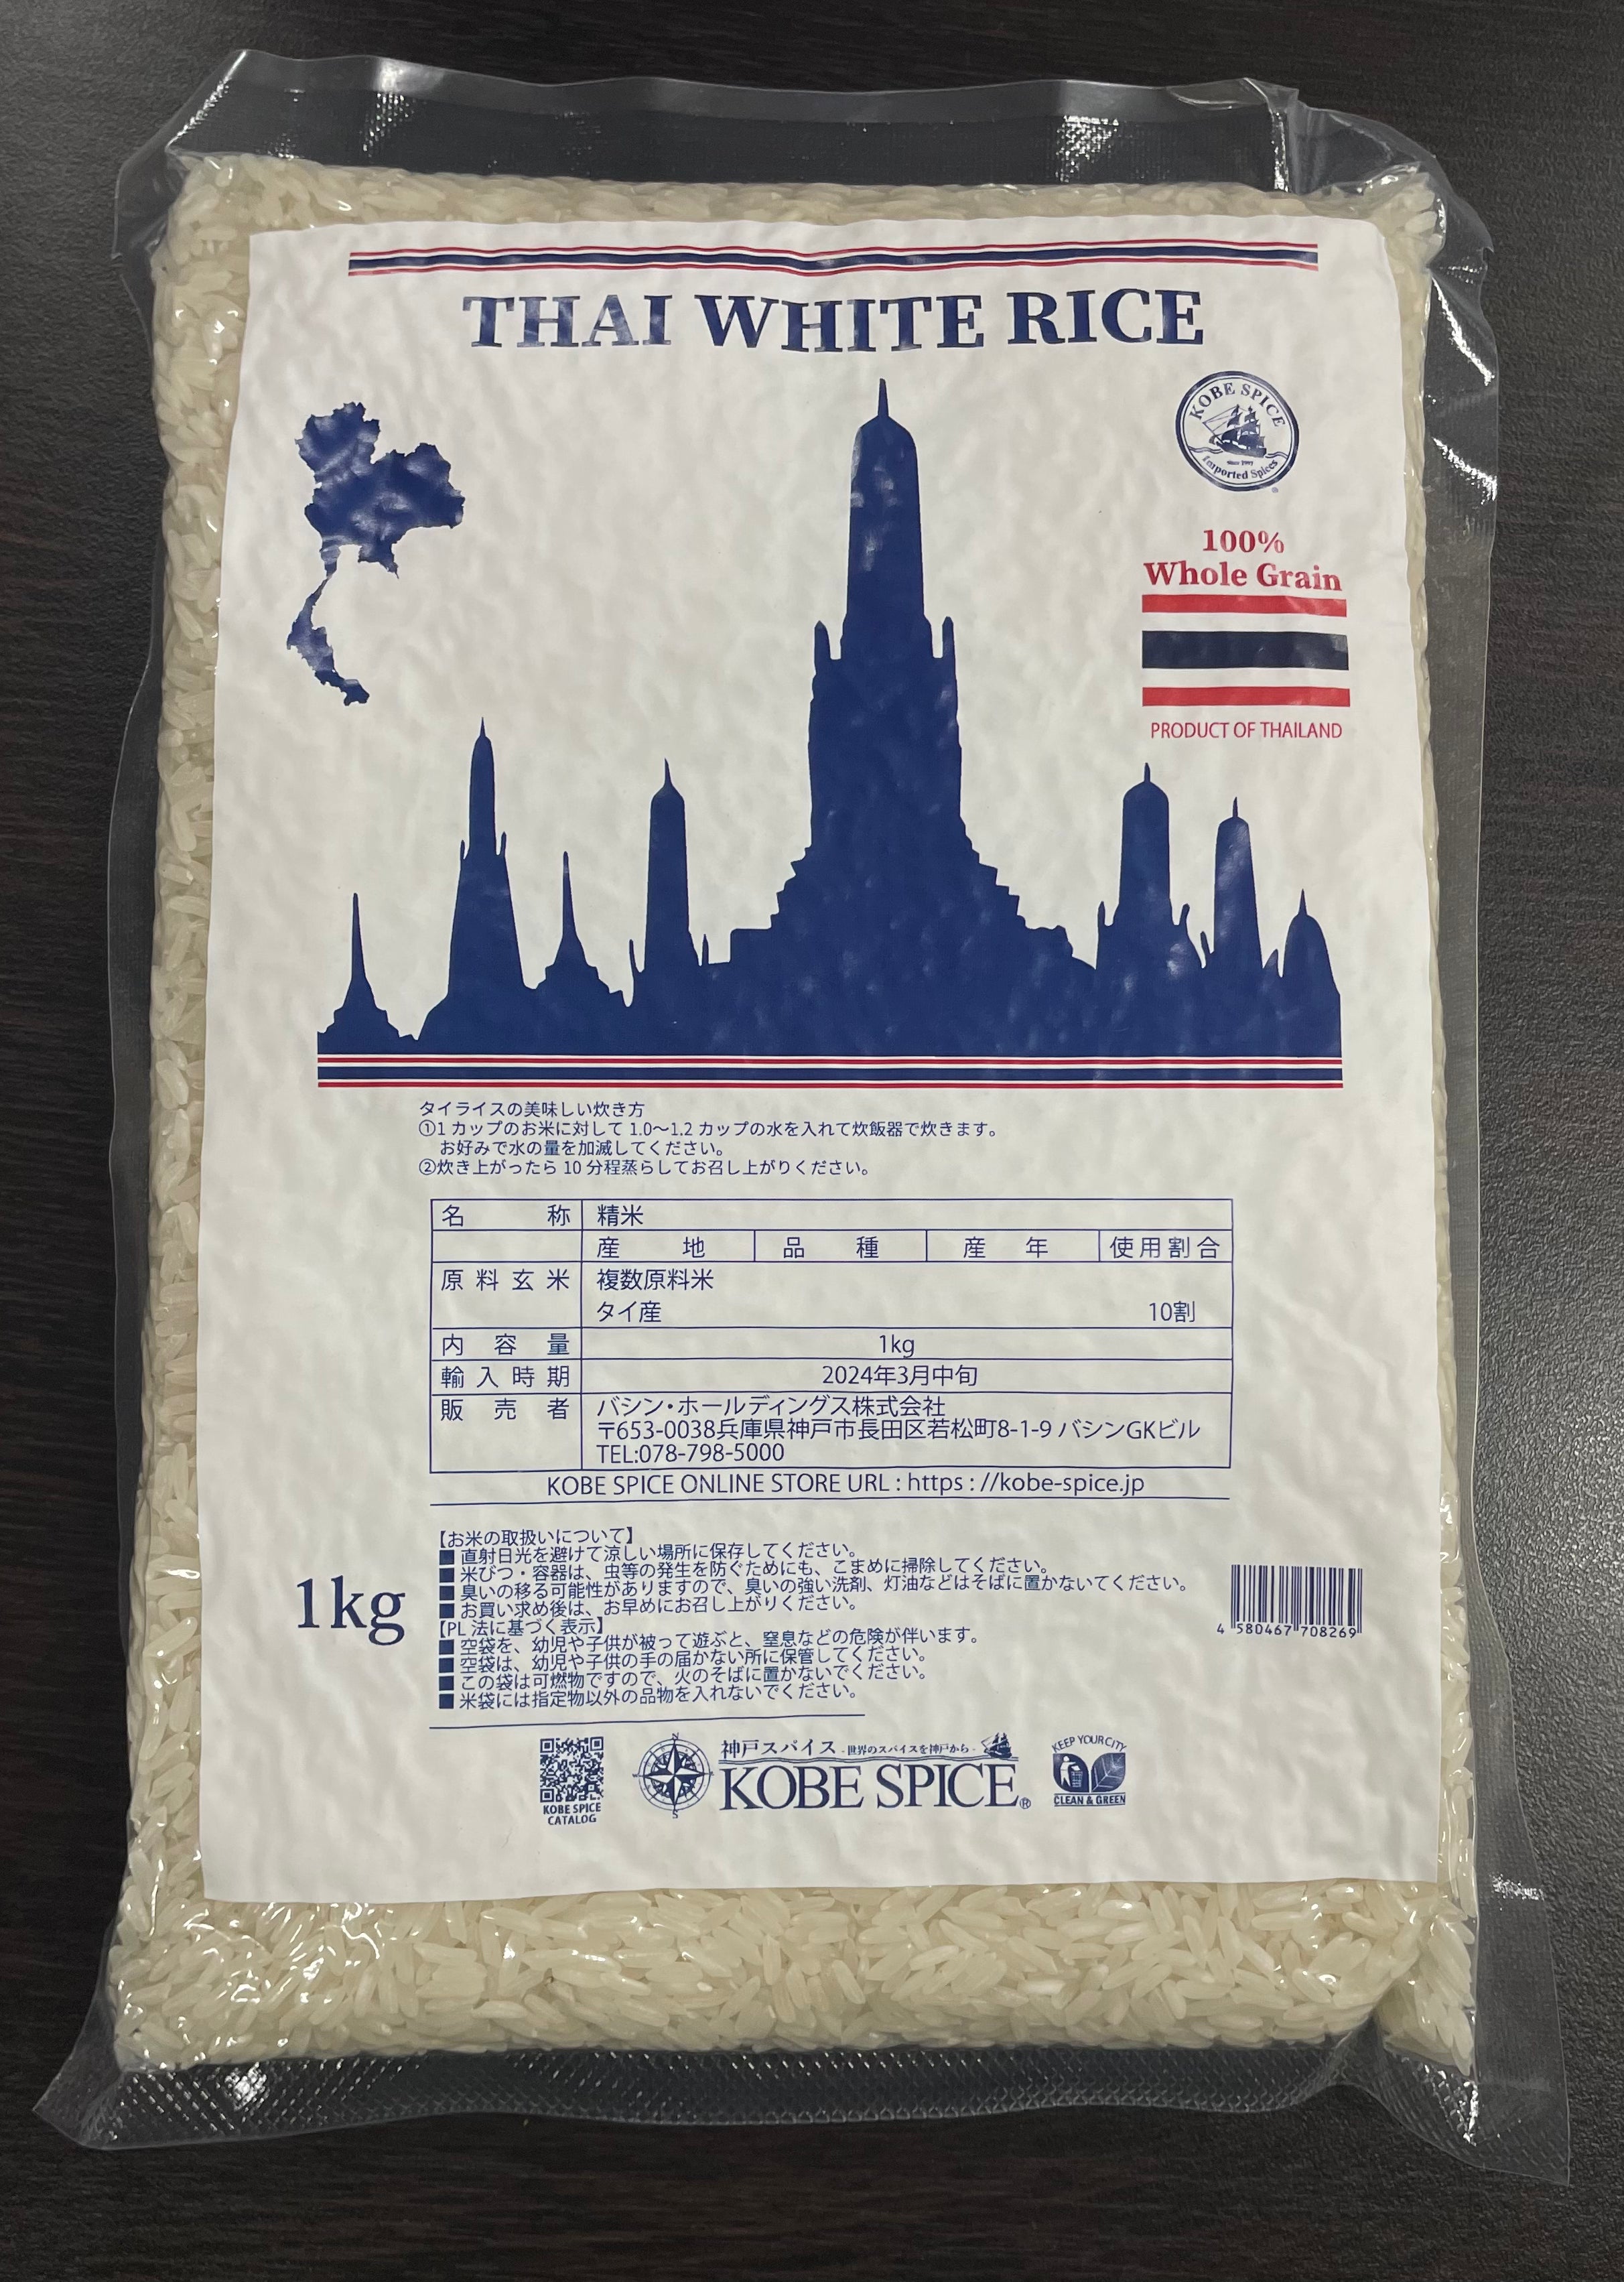 THAI WHITE RICE
KOBE SPICE
since 1997
Imported Spices
®
100%
Whole Grain
PRODUCT OF THAILAND
タイライスの美味しい炊き方
①1 カップのお米に対して 1.0～1.2 カップの水を入れて炊飯器で炊きます。
お好みで水の量を加減してください。
②炊き上がったら 10 分程蒸らしてお召し上がりください。
名称 精米
産地 品種 産年 使用割合
原料玄米 複数原料米
タイ産 10割
内容量 1kg
輸入時期 2024年3月中旬
販売者 バシン・ホールディングス株式会社
〒653-0038兵庫県神戸市長田区若松町8-1-9 バシンGKビル
TEL:078-798-5000
KOBE SPICE ONLINE STORE URL : https : //kobe-spice.jp
【お米の取扱いについて】
■ 直射日光を避けて涼しい場所に保存してください。
■ 米びつ・容器は、虫等の発生を防ぐためにも、こまめに掃除してください。
■ 臭いの移る可能性がありますので、臭いの強い洗剤、灯油などはそばに置かないてください。
■ お買い求め後は、お早めにお召し上がりください。
【PL 法に基づく表示】
■ 空袋を、幼児や子供が被って遊ぶと、窒息などの危険が伴います。
■ 空袋は、幼児や子供の手の届かない所に保管してください。
■ この袋は可燃物ですので、火のそばに置かないでください。
■ 米袋には指定物以外の品物を入れないでください。
1kg
4 580467 708269
KOBE SPICE
CATALOG
N
S
神戸スパイス - 世界のスパイスを神戸から -
KOBE SPICE®
KEEP YOUR CITY
CLEAN & GREEN